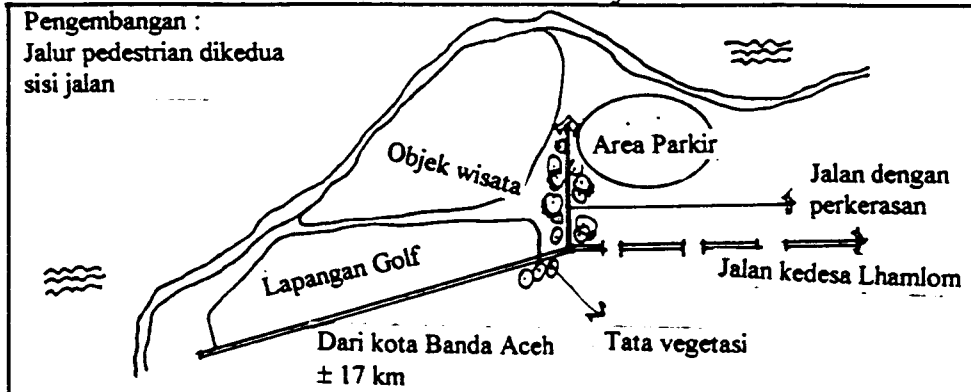 Pengembangan :
Jalur pedestrian dikedua
sisi jalan
Objek wisata
Area Parkir
Jalan dengan
perkerasan
Lapangan Golf
Jalan kedesa Lhamlom
Dari kota Banda Aceh
± 17 km
Tata vegetasi